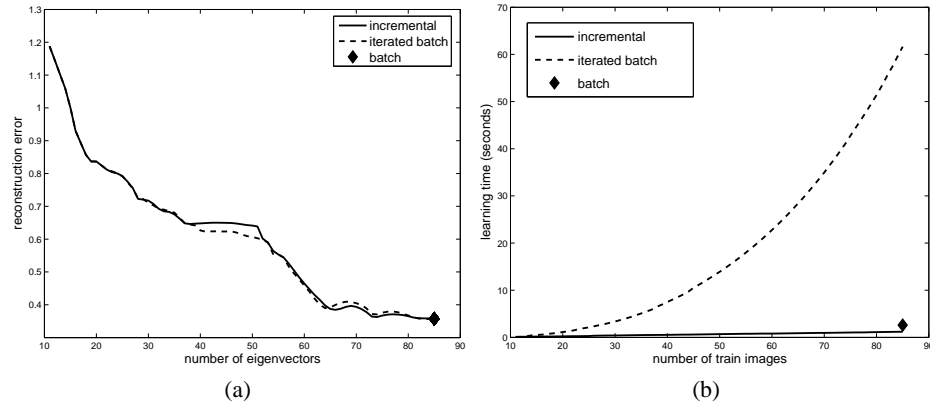 1.3
1.2
1.1
1
0.9
0.8
0.7
0.6
0.5
0.4
10 20 30 40 50 60 70 80 90
reconstruction error
number of eigenvectors
incremental
iterated batch
batch
(a)
70
60
50
40
30
20
10
0
10 20 30 40 50 60 70 80 90
learning time (seconds)
number of train images
incremental
iterated batch
batch
(b)